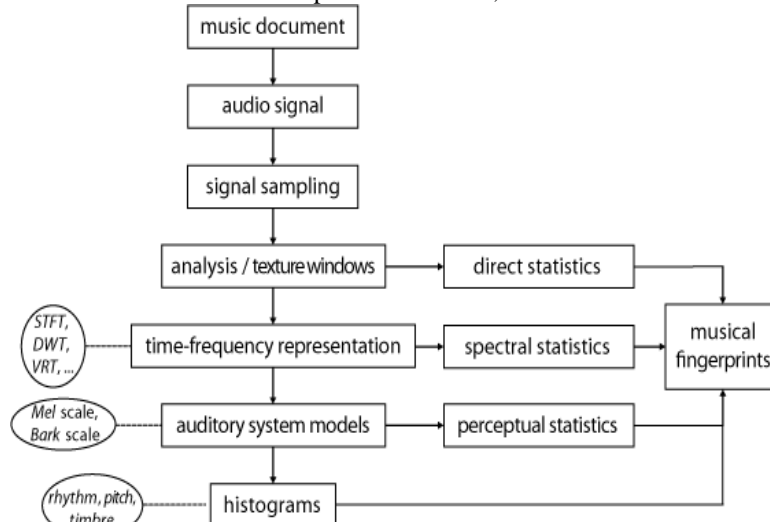 music document
audio signal
signal sampling
analysis / texture windows
direct statistics
STFT,
DWT,
VRT, ...
time-frequency representation
spectral statistics
musical
fingerprints
Mel scale,
Bark scale
auditory system models
perceptual statistics
rhythm, pitch,
timbre
histograms